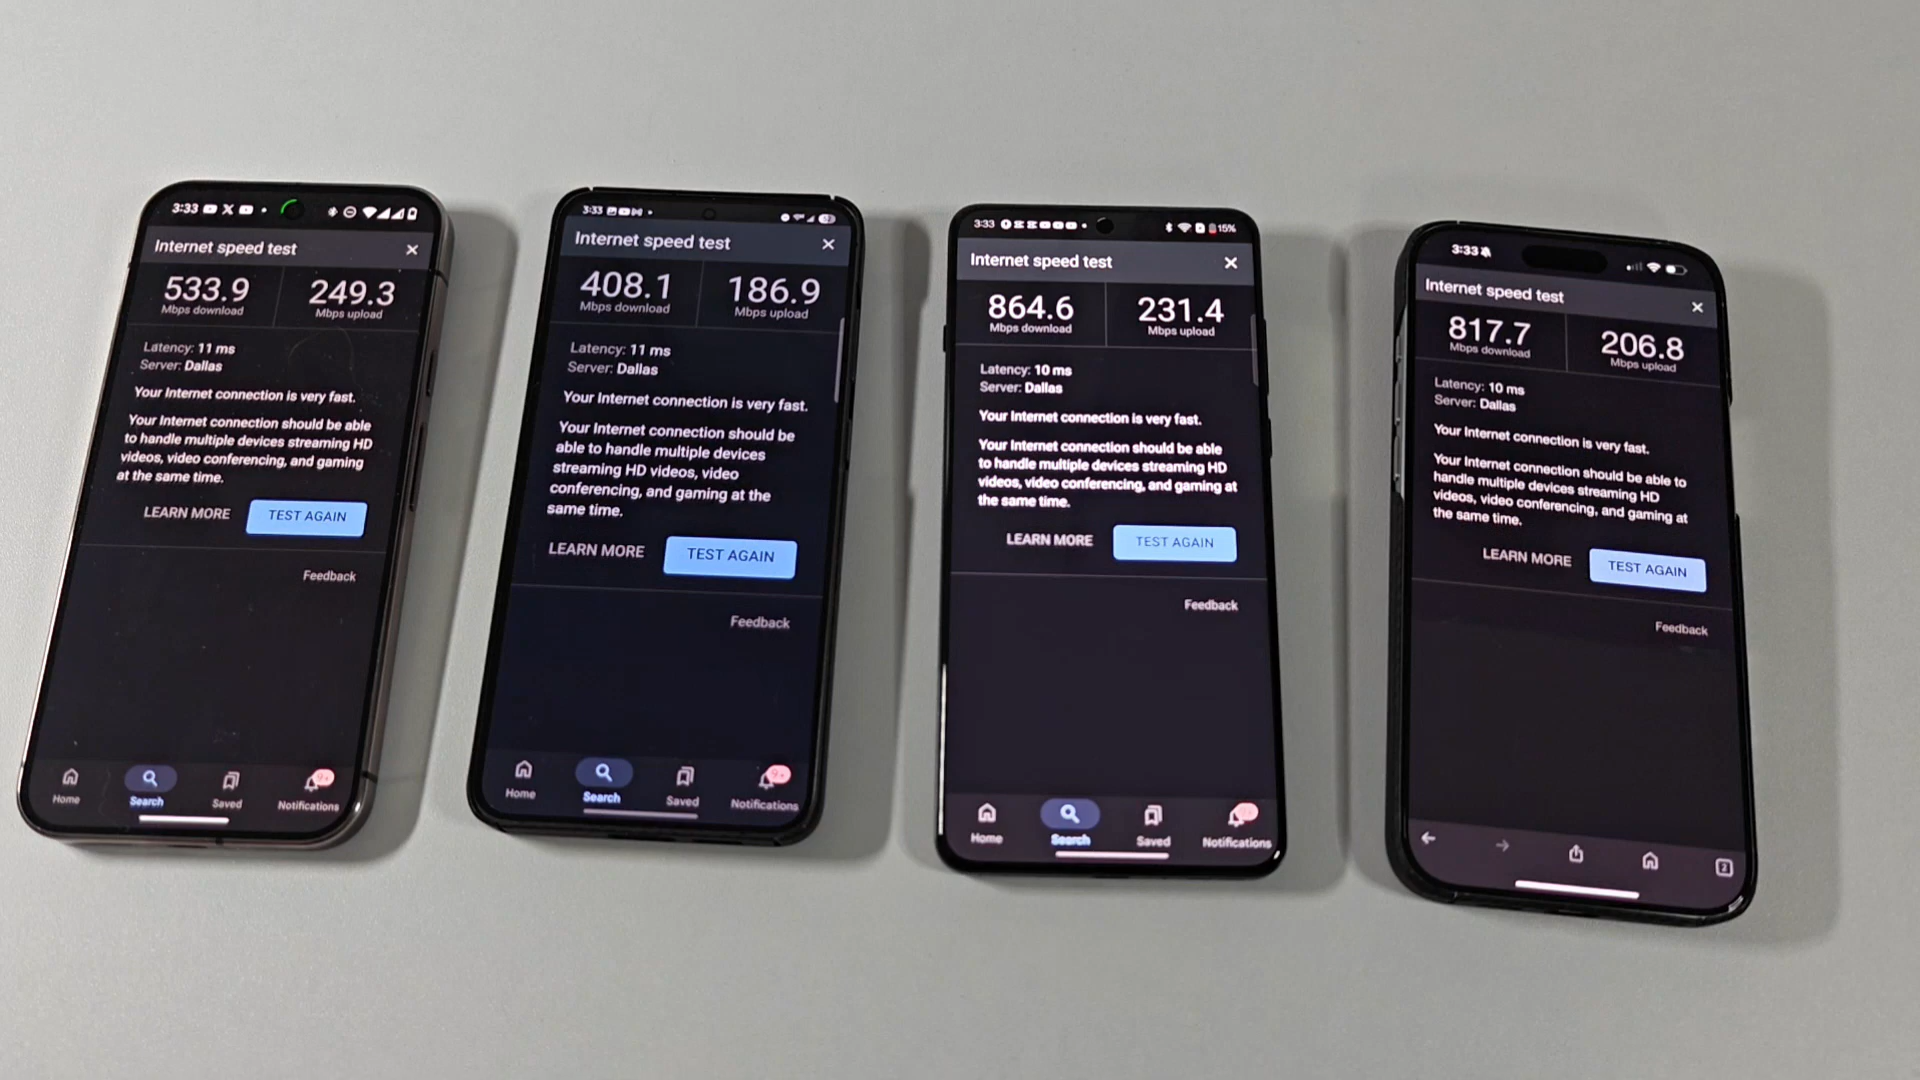 3:33
Internet speed test
533.9
Mbps download
249.3
Mbps upload
Latency: 11 ms
Server: Dallas
Your Internet connection is very fast.
Your Internet connection should be able
to handle multiple devices streaming HD
videos, video conferencing, and gaming
at the same time.
LEARN MORE
TEST AGAIN
Feedback
Home
Search
Saved
9+
Notifications
3:33
Internet speed test
408.1
Mbps download
186.9
Mbps upload
Latency: 11 ms
Server: Dallas
Your Internet connection is very fast.
Your Internet connection should be
able to handle multiple devices
streaming HD videos, video
conferencing, and gaming at the
same time.
LEARN MORE
TEST AGAIN
Feedback
Home
Search
Saved
9+
Notifications
3:33
15%
Internet speed test
864.6
Mbps download
231.4
Mbps upload
Latency: 10 ms
Server: Dallas
Your Internet connection is very fast.
Your Internet connection should be able
to handle multiple devices streaming HD
videos, video conferencing, and gaming at
the same time.
LEARN MORE
TEST AGAIN
Feedback
Home
Search
Saved
Notifications
3:33
Internet speed test
817.7
Mbps download
206.8
Mbps upload
Latency: 10 ms
Server: Dallas
Your Internet connection is very fast.
Your Internet connection should be able to
handle multiple devices streaming HD
videos, video conferencing, and gaming at
the same time.
LEARN MORE
TEST AGAIN
Feedback
2